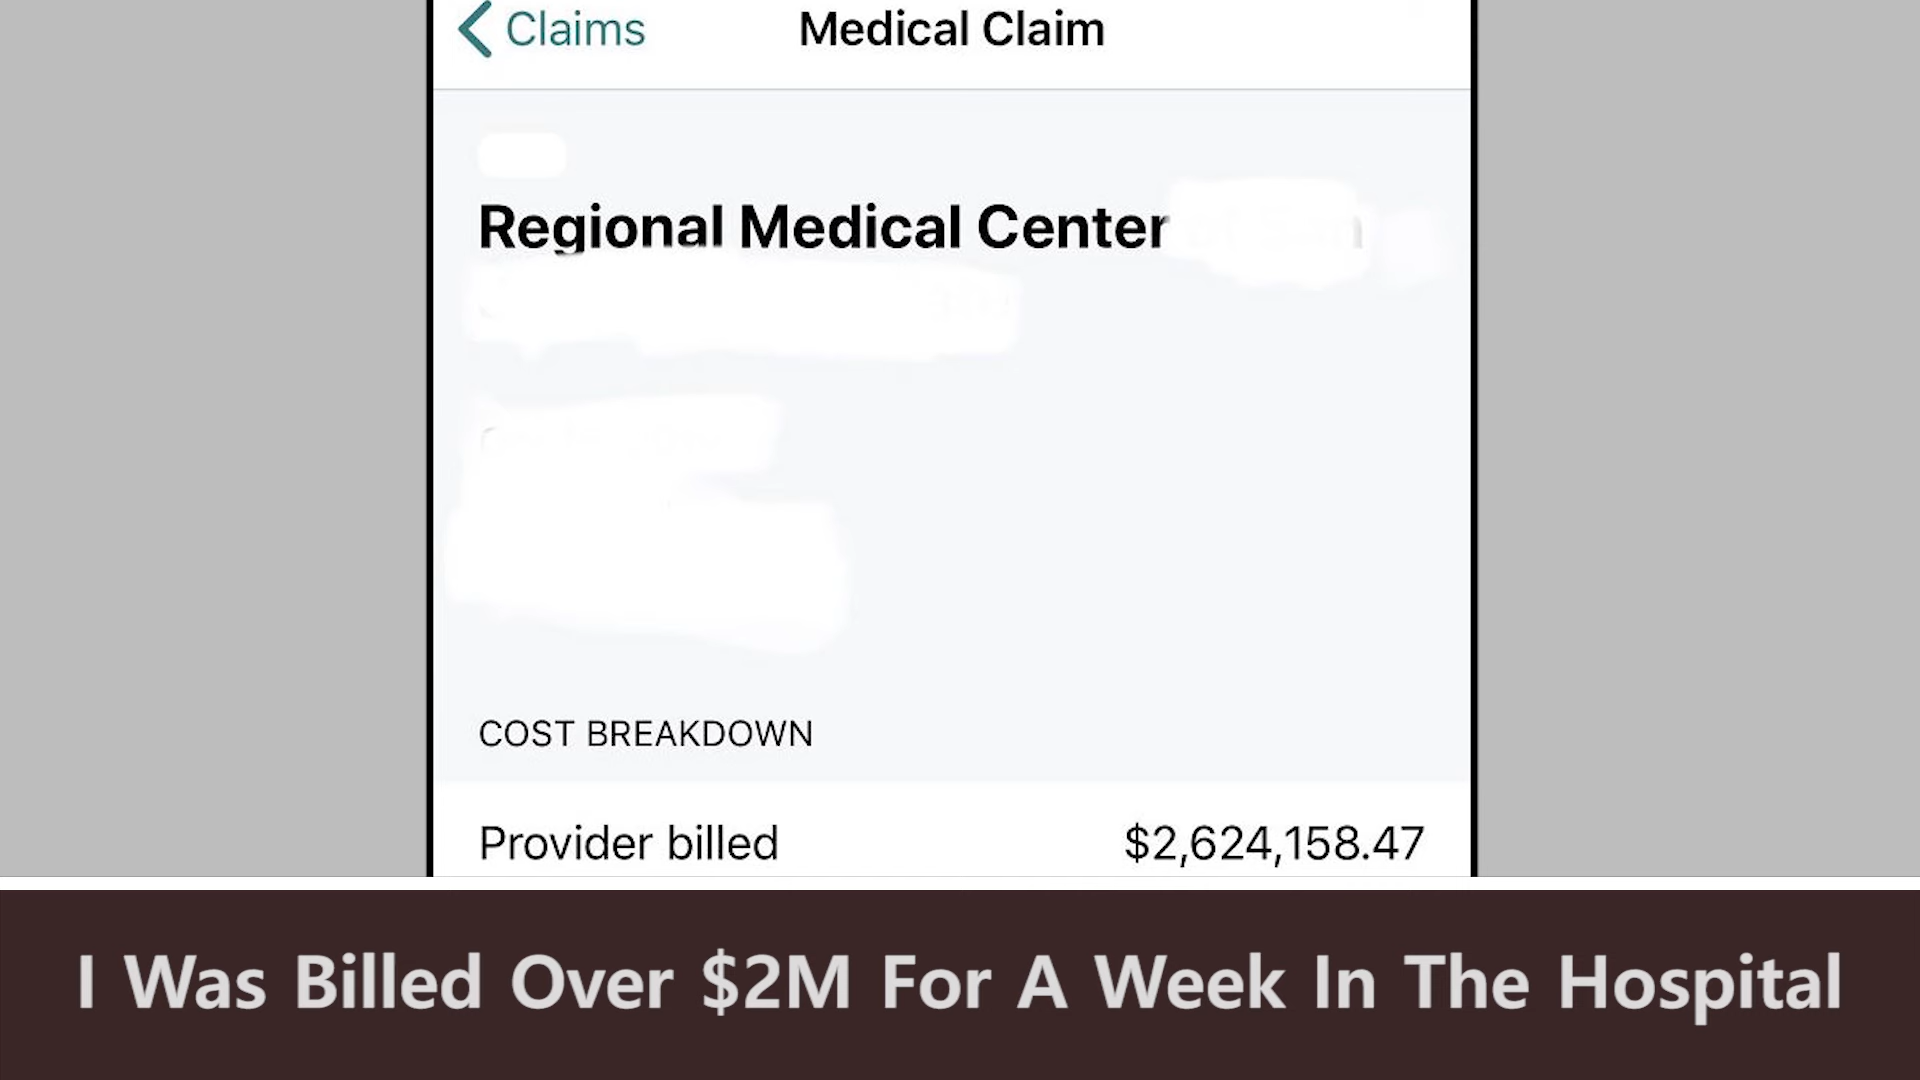 Claims
Medical Claim
Regional Medical Center
COST BREAKDOWN
Provider billed
$2,624,158.47
I Was Billed Over $2M For A Week In The Hospital